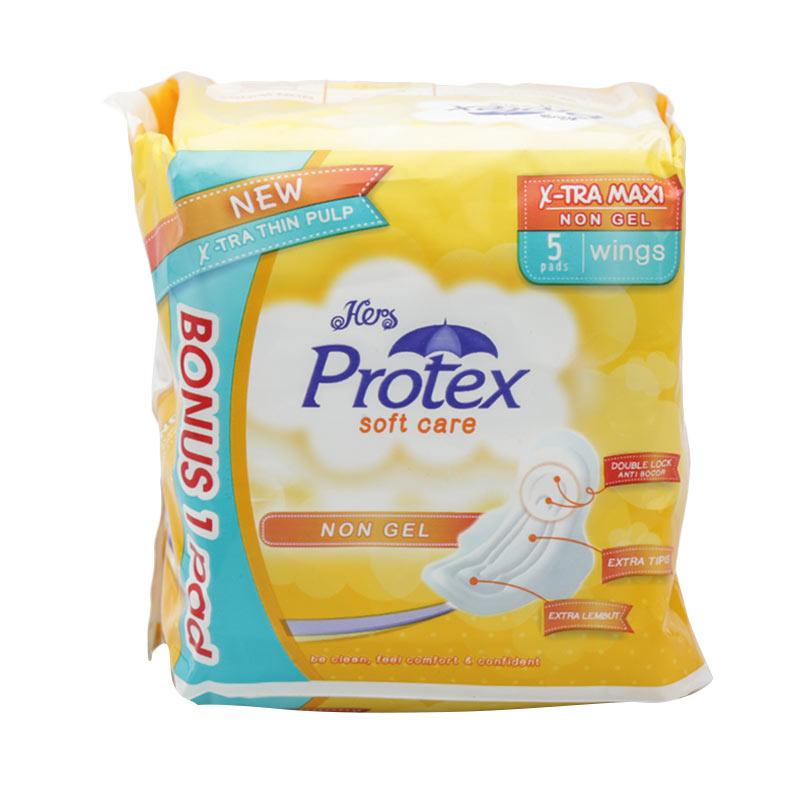 NEW
X-TRA THIN PULP
X-TRA MAXI
NON GEL
5
pads
wings
BONUS 1 Pad
Hers
Protex
soft care
NON GEL
DOUBLE LOCK
ANTI BOCOR
EXTRA TIPIS
EXTRA LEMBUT
be clean, feel comfort & confident